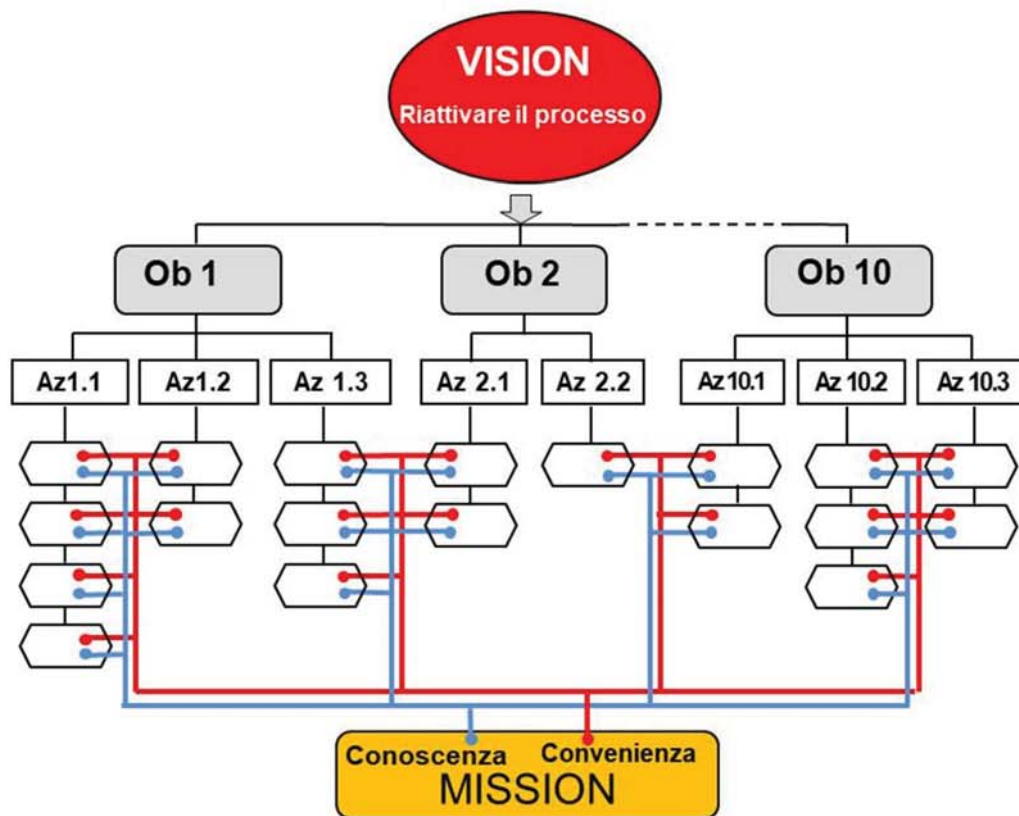 VISION
Riattivare il processo
Ob 1
Ob 2
Ob 10
Az1.1
Az1.2
Az 1.3
Az 2.1
Az 2.2
Az 10.1
Az 10.2
Az 10.3
Conoscenza
Convenienza
MISSION